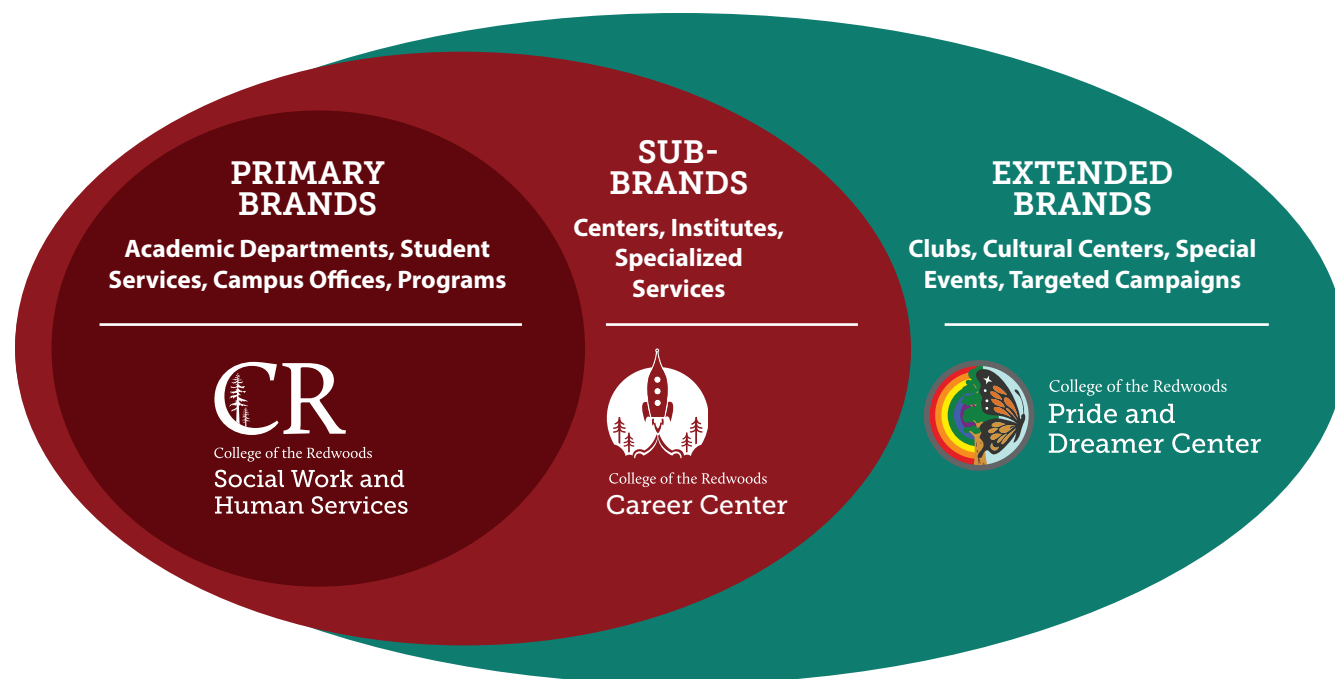 PRIMARY
BRANDS
Academic Departments, Student
Services, Campus Offices, Programs
CR
College of the Redwoods
Social Work and
Human Services
SUB-
BRANDS
Centers, Institutes,
Specialized
Services
College of the Redwoods
Career Center
EXTENDED
BRANDS
Clubs, Cultural Centers, Special
Events, Targeted Campaigns
College of the Redwoods
Pride and
Dreamer Center